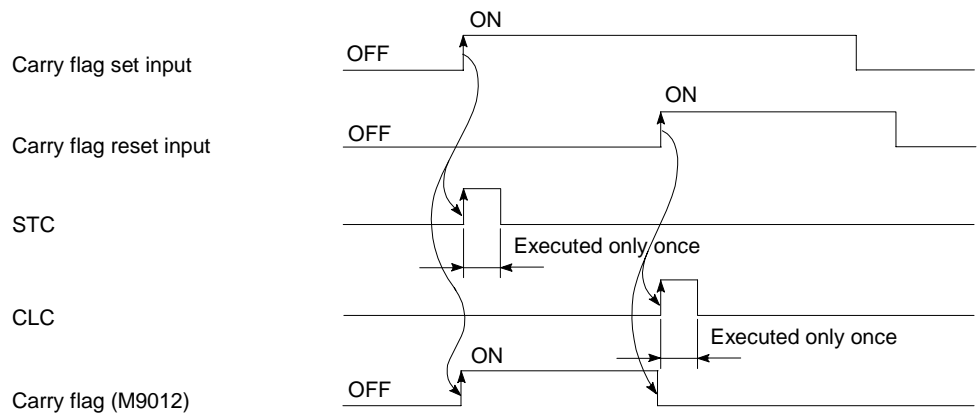 ON
OFF
Carry flag set input
ON
OFF
Carry flag reset input
STC
Executed only once
CLC
Executed only once
ON
OFF
Carry flag (M9012)